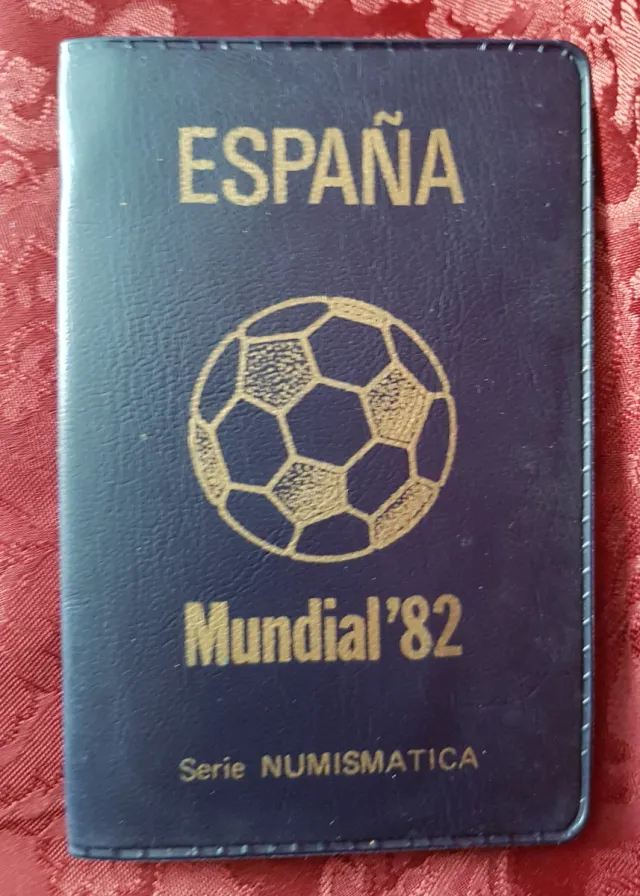 ESPAÑA
Mundial '82
Serie NUMISMATICA